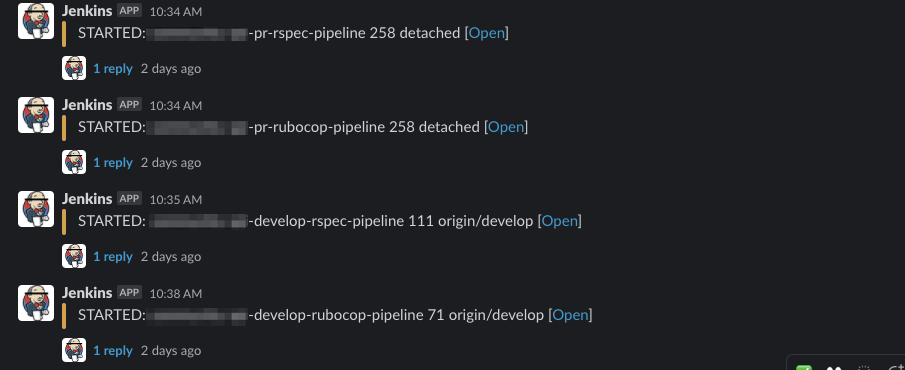 Jenkins APP 10:34 AM
STARTED: -pr-rspec-pipeline 258 detached [Open]
1 reply 2 days ago
Jenkins APP 10:34 AM
STARTED: -pr-rubocop-pipeline 258 detached [Open]
1 reply 2 days ago
Jenkins APP 10:35 AM
STARTED: -develop-rspec-pipeline 111 origin/develop [Open]
1 reply 2 days ago
Jenkins APP 10:38 AM
STARTED: -develop-rubocop-pipeline 71 origin/develop [Open]
1 reply 2 days ago